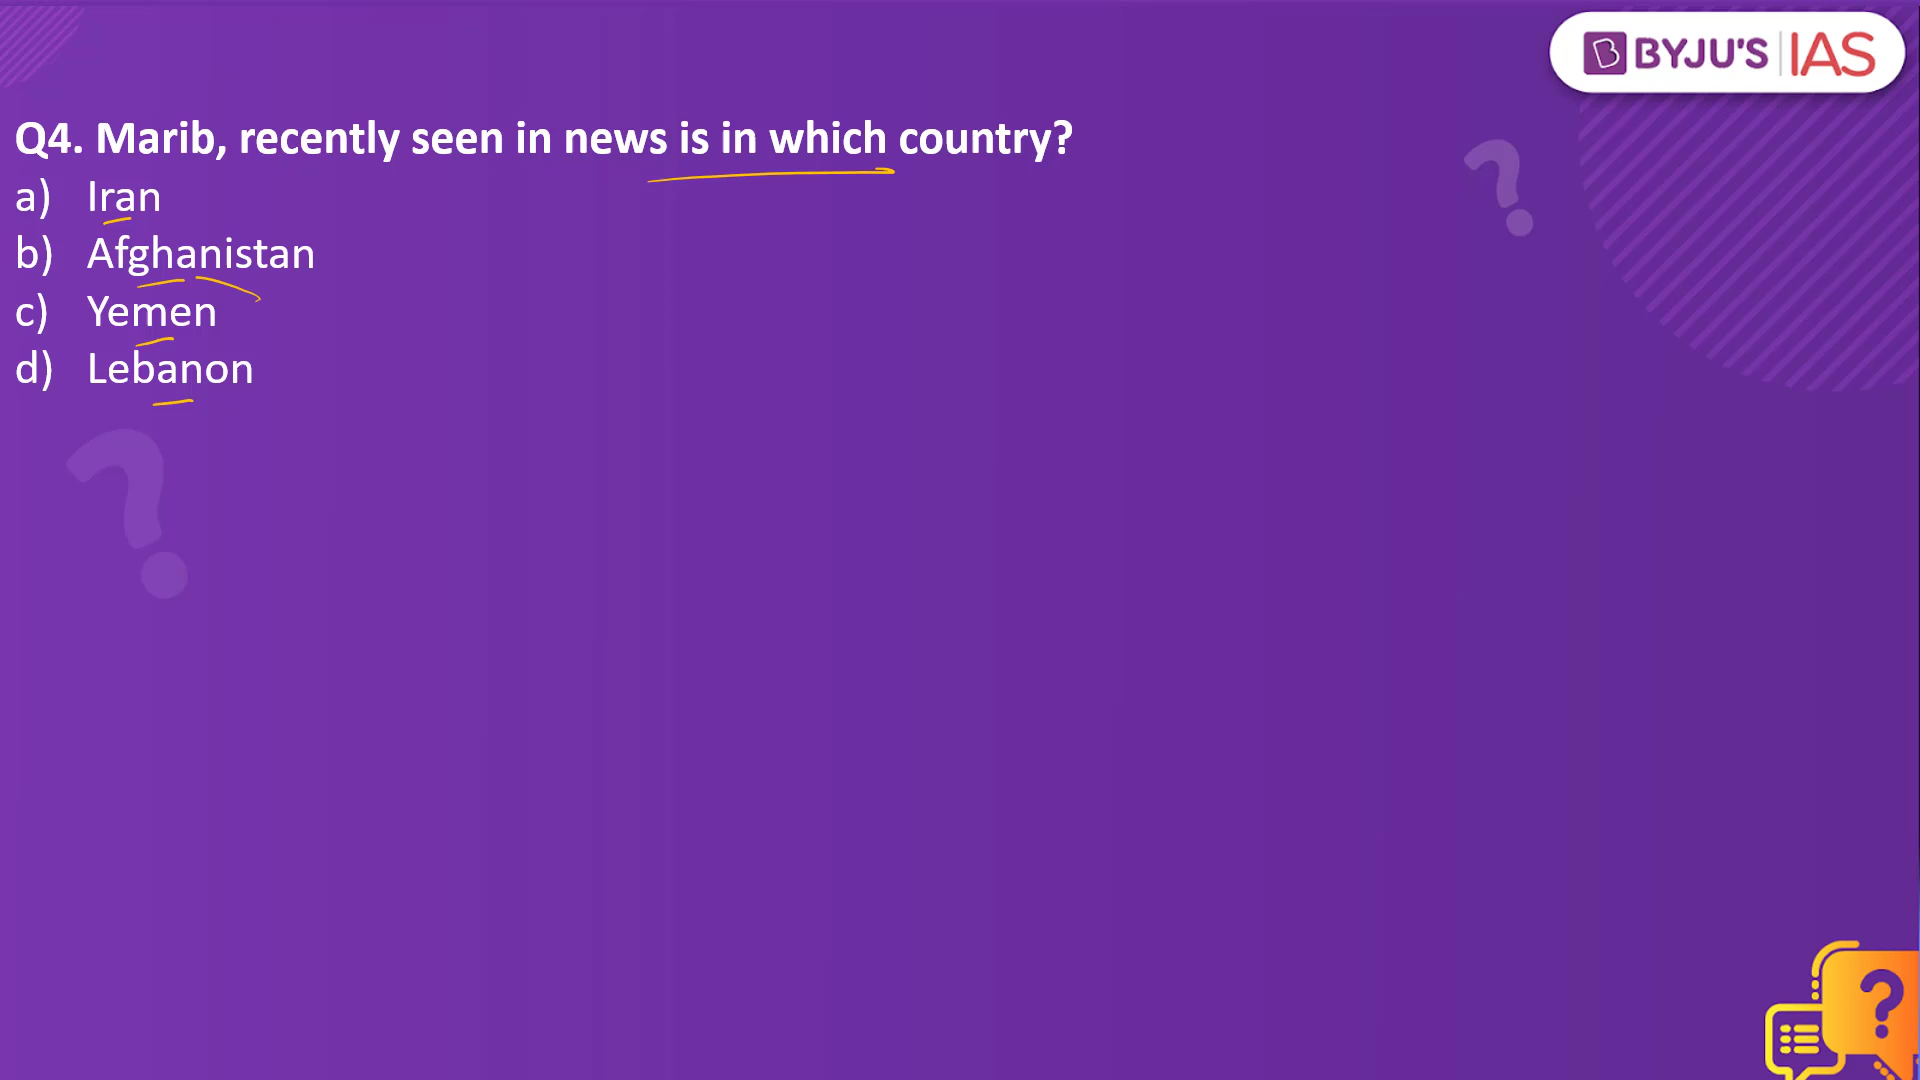 BYJU'S IAS
Q4. Marib, recently seen in news is in which country?
a) Iran
b) Afghanistan
c) Yemen
d) Lebanon